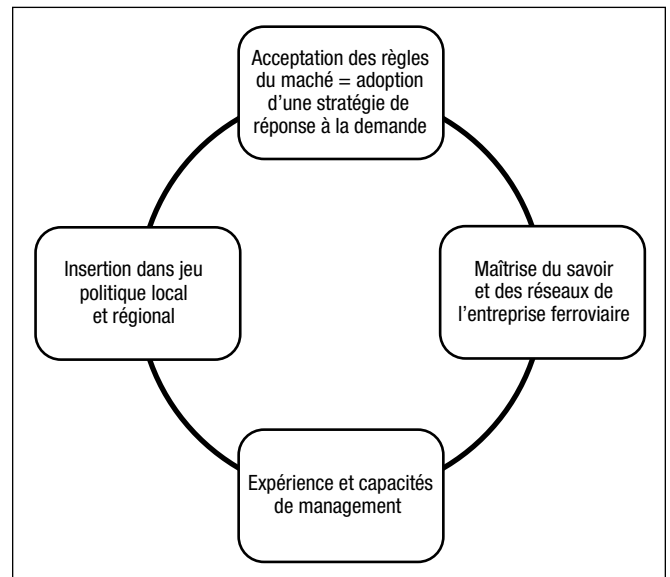 Acceptation des règles
du maché = adoption
d'une stratégie de
réponse à la demande
Insertion dans jeu
politique local
et régional
Maîtrise du savoir
et des réseaux de
l'entreprise ferroviaire
Expérience et capacités
de management